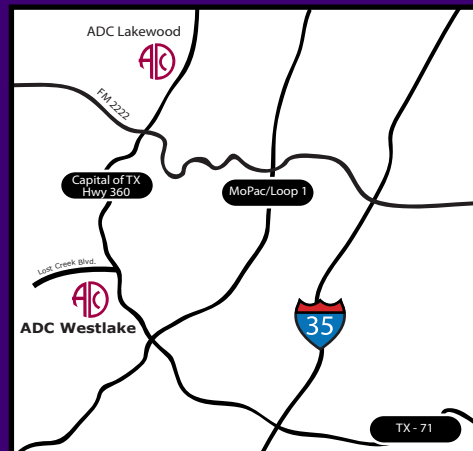 ADC Lakewood
ADC
FM 2222
Capital of TX
Hwy 360
MoPac/Loop 1
Lost Creek Blvd.
ADC
ADC Westlake
35
TX - 71